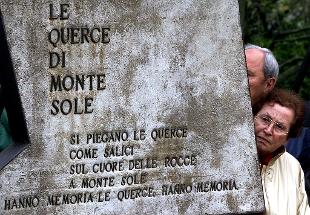 LE
QUERCE
DI
MONTE
SOLE
SI PIEGANO LE QUERCE
COME SALICI
SUL CUORE DELLE ROCCE
A MONTE SOLE
HANNO MEMORIA LE QUERCE, HANNO MEMORIA.